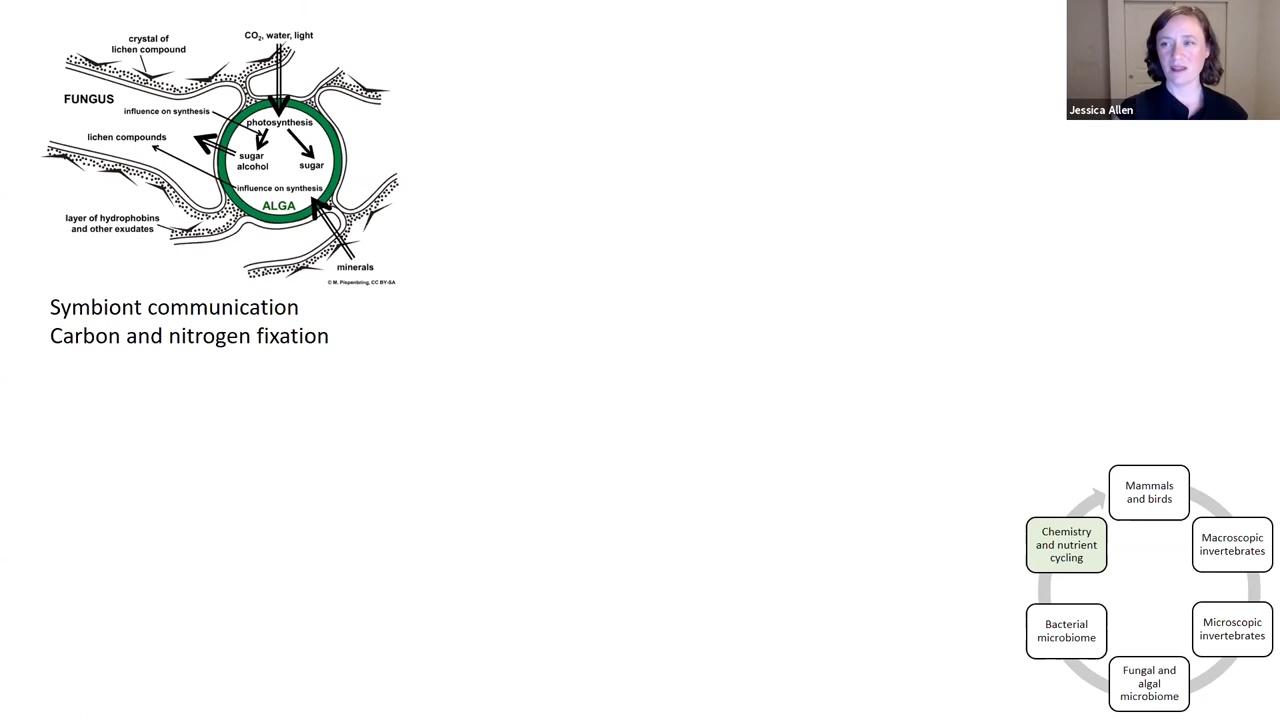 crystal of
lichen compound
CO₂, water, light
FUNGUS
influence on synthesis
photosynthesis
lichen compounds
sugar
alcohol
sugar
influence on synthesis
ALGA
layer of hydrophobins
and other exudates
minerals
© M. Piepenbring, CC BY-SA
Symbiont communication
Carbon and nitrogen fixation
Jessica Allen
Mammals
and birds
Macroscopic
invertebrates
Microscopic
invertebrates
Fungal and
algal
microbiome
Bacterial
microbiome
Chemistry
and nutrient
cycling